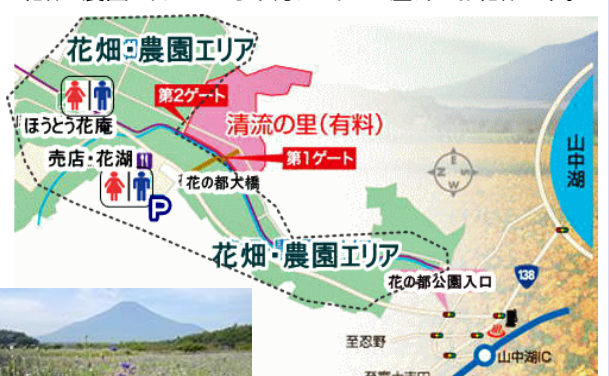 花畑・農園エリア
第2ゲート
清流の里(有料)
ほうとう花庵
売店・花湖
第1ゲート
花の都大橋
P
花畑・農園エリア
花の都公園入口
山中湖
N
E
S
W
138
至忍野
山中湖IC